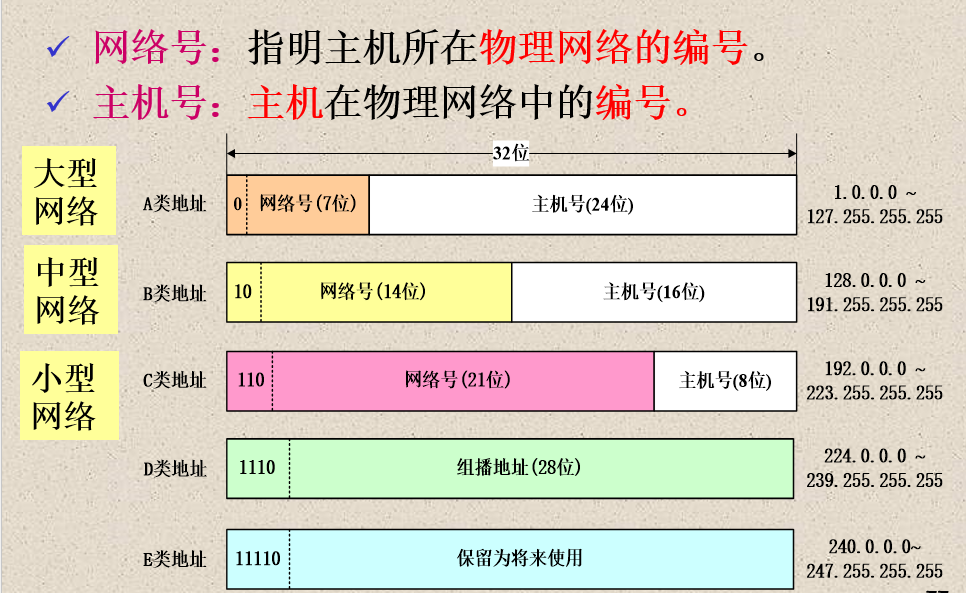 ✓ 网络号：指明主机所在物理网络的编号。
✓ 主机号：主机在物理网络中的编号。
32位
大型
网络
A类地址
0
网络号(7位)
主机号(24位)
1.0.0.0 ~
127.255.255.255
中型
网络
B类地址
10
网络号(14位)
主机号(16位)
128.0.0.0 ~
191.255.255.255
小型
网络
C类地址
110
网络号(21位)
主机号(8位)
192.0.0.0 ~
223.255.255.255
D类地址
1110
组播地址(28位)
224.0.0.0 ~
239.255.255.255
E类地址
11110
保留为将来使用
240.0.0.0~
247.255.255.255